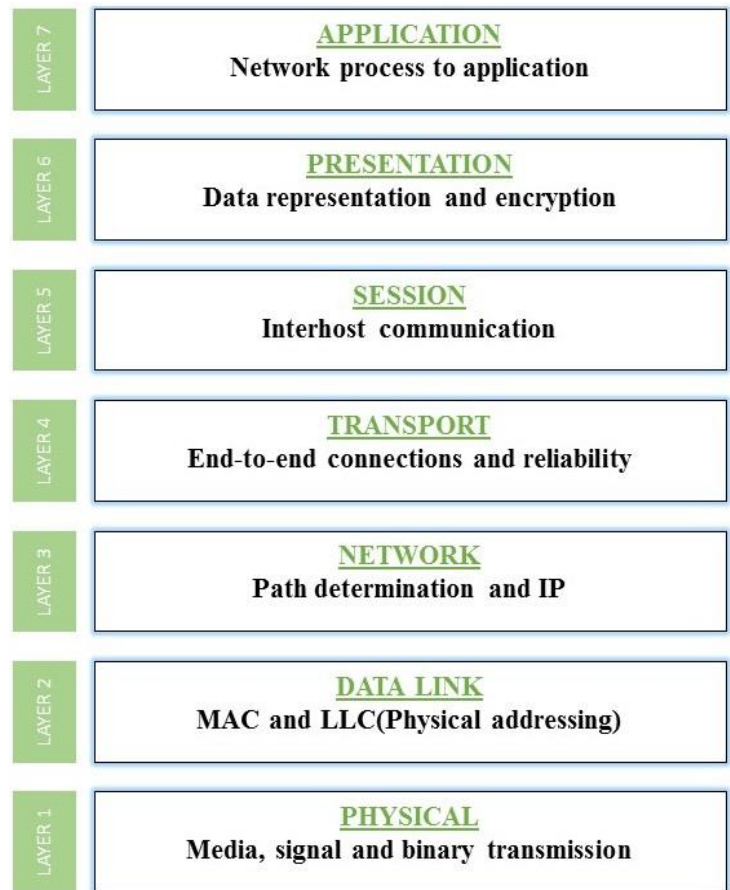 LAYER 7
APPLICATION
Network process to application
LAYER 6
PRESENTATION
Data representation and encryption
LAYER 5
SESSION
Interhost communication
LAYER 4
TRANSPORT
End-to-end connections and reliability
LAYER 3
NETWORK
Path determination and IP
LAYER 2
DATA LINK
MAC and LLC(Physical addressing)
LAYER 1
PHYSICAL
Media, signal and binary transmission